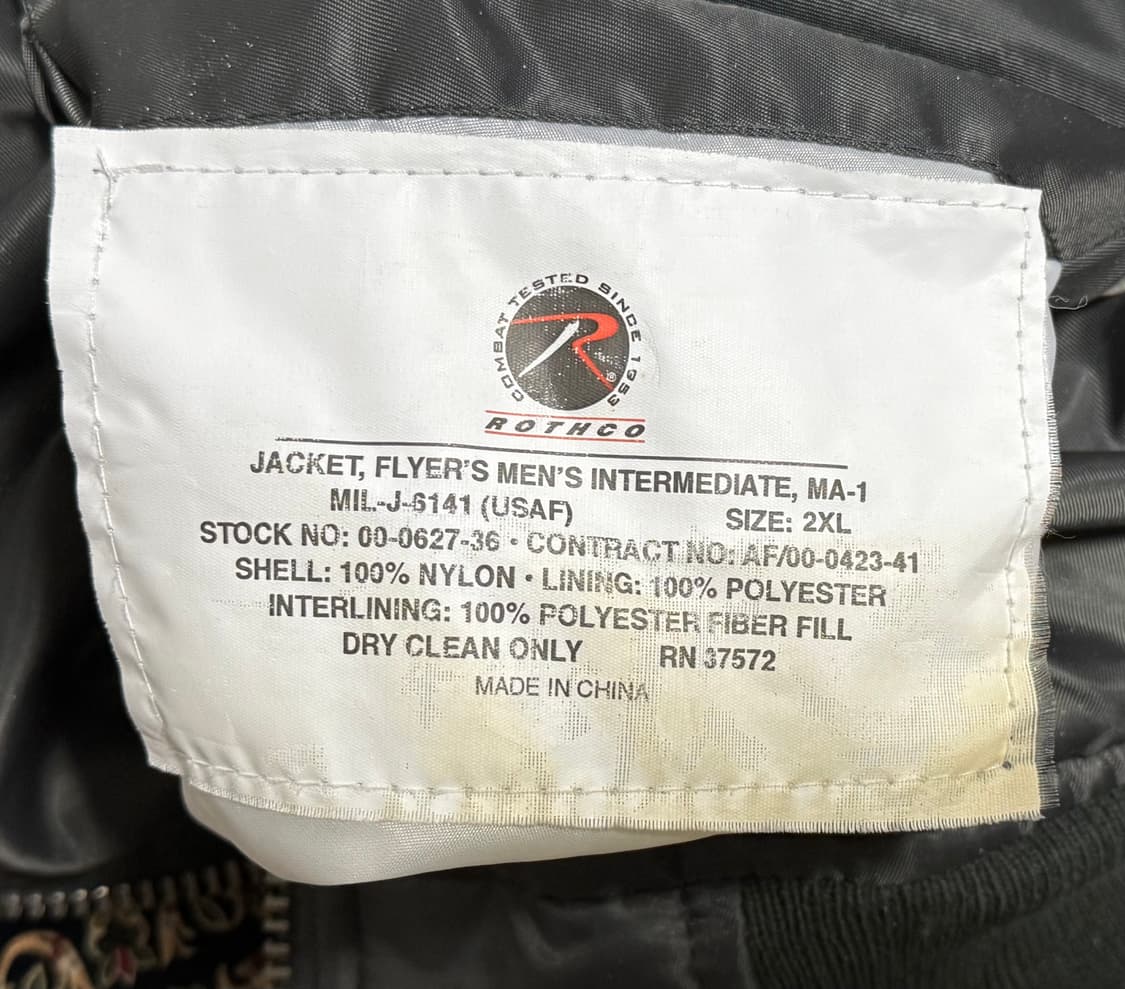 COMBAT TESTED SINCE 1953
R
®
ROTHCO
JACKET, FLYER'S MEN'S INTERMEDIATE, MA-1
MIL-J-6141 (USAF) SIZE: 2XL
STOCK NO: 00-0627-36 • CONTRACT NO: AF/00-0423-41
SHELL: 100% NYLON • LINING: 100% POLYESTER
INTERLINING: 100% POLYESTER FIBER FILL
DRY CLEAN ONLY RN 37572
MADE IN CHINA